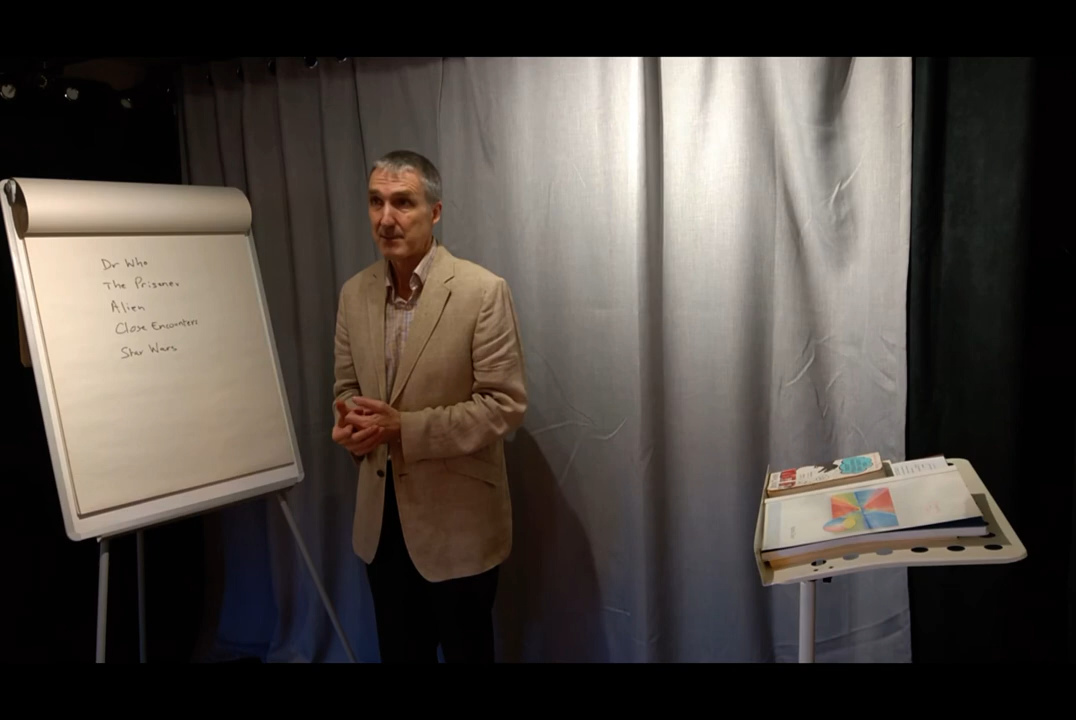 Dr Who
The Prisoner
Alien
Close Encounters
Star Wars